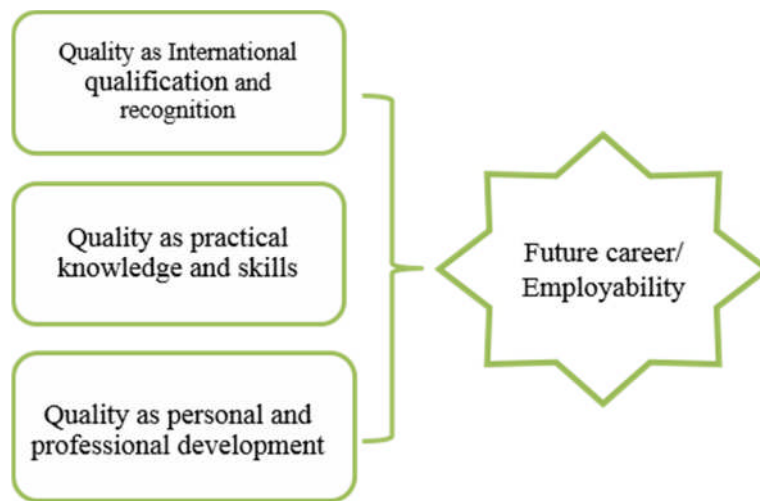 Quality as International
qualification and
recognition
Quality as practical
knowledge and skills
Quality as personal and
professional development
Future career/
Employability